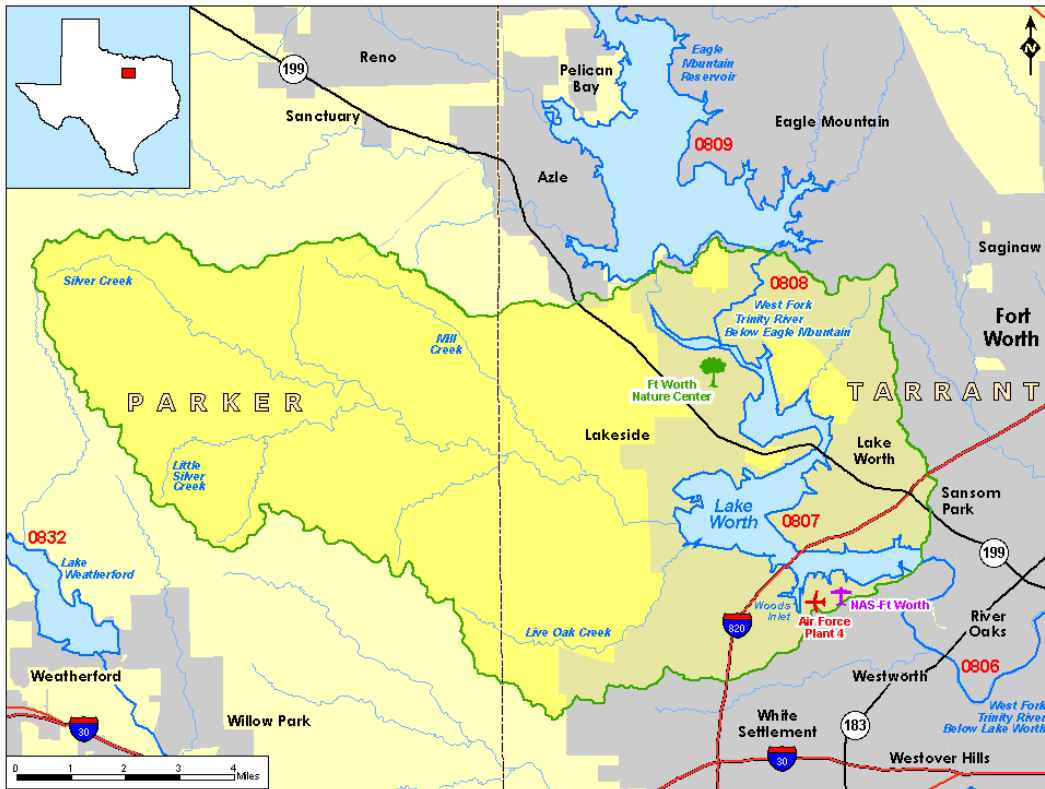 N
Reno
199
Sanctuary
Pelican
Bay
Eagle
Mountain
Reservoir
Eagle Mountain
0809
Azle
Saginaw
Silver Creek
0808
West Fork
Trinity River
Below Eagle Mountain
Fort
Worth
Mill
Creek
Ft Worth
Nature Center
PARKER
TARRANT
Lakeside
Lake
Worth
Little
Silver
Creek
Lake
Worth
0807
Sansom
Park
0832
Lake
Weatherford
199
Woods
Inlet
NAS-Ft Worth
Air Force
Plant 4
820
Live Oak Creek
River
Oaks
0806
Weatherford
Westworth
West Fork
Trinity River
Below Lake Worth
Willow Park
White
Settlement
183
30
30
Westover Hills
0 1 2 3 4
Miles